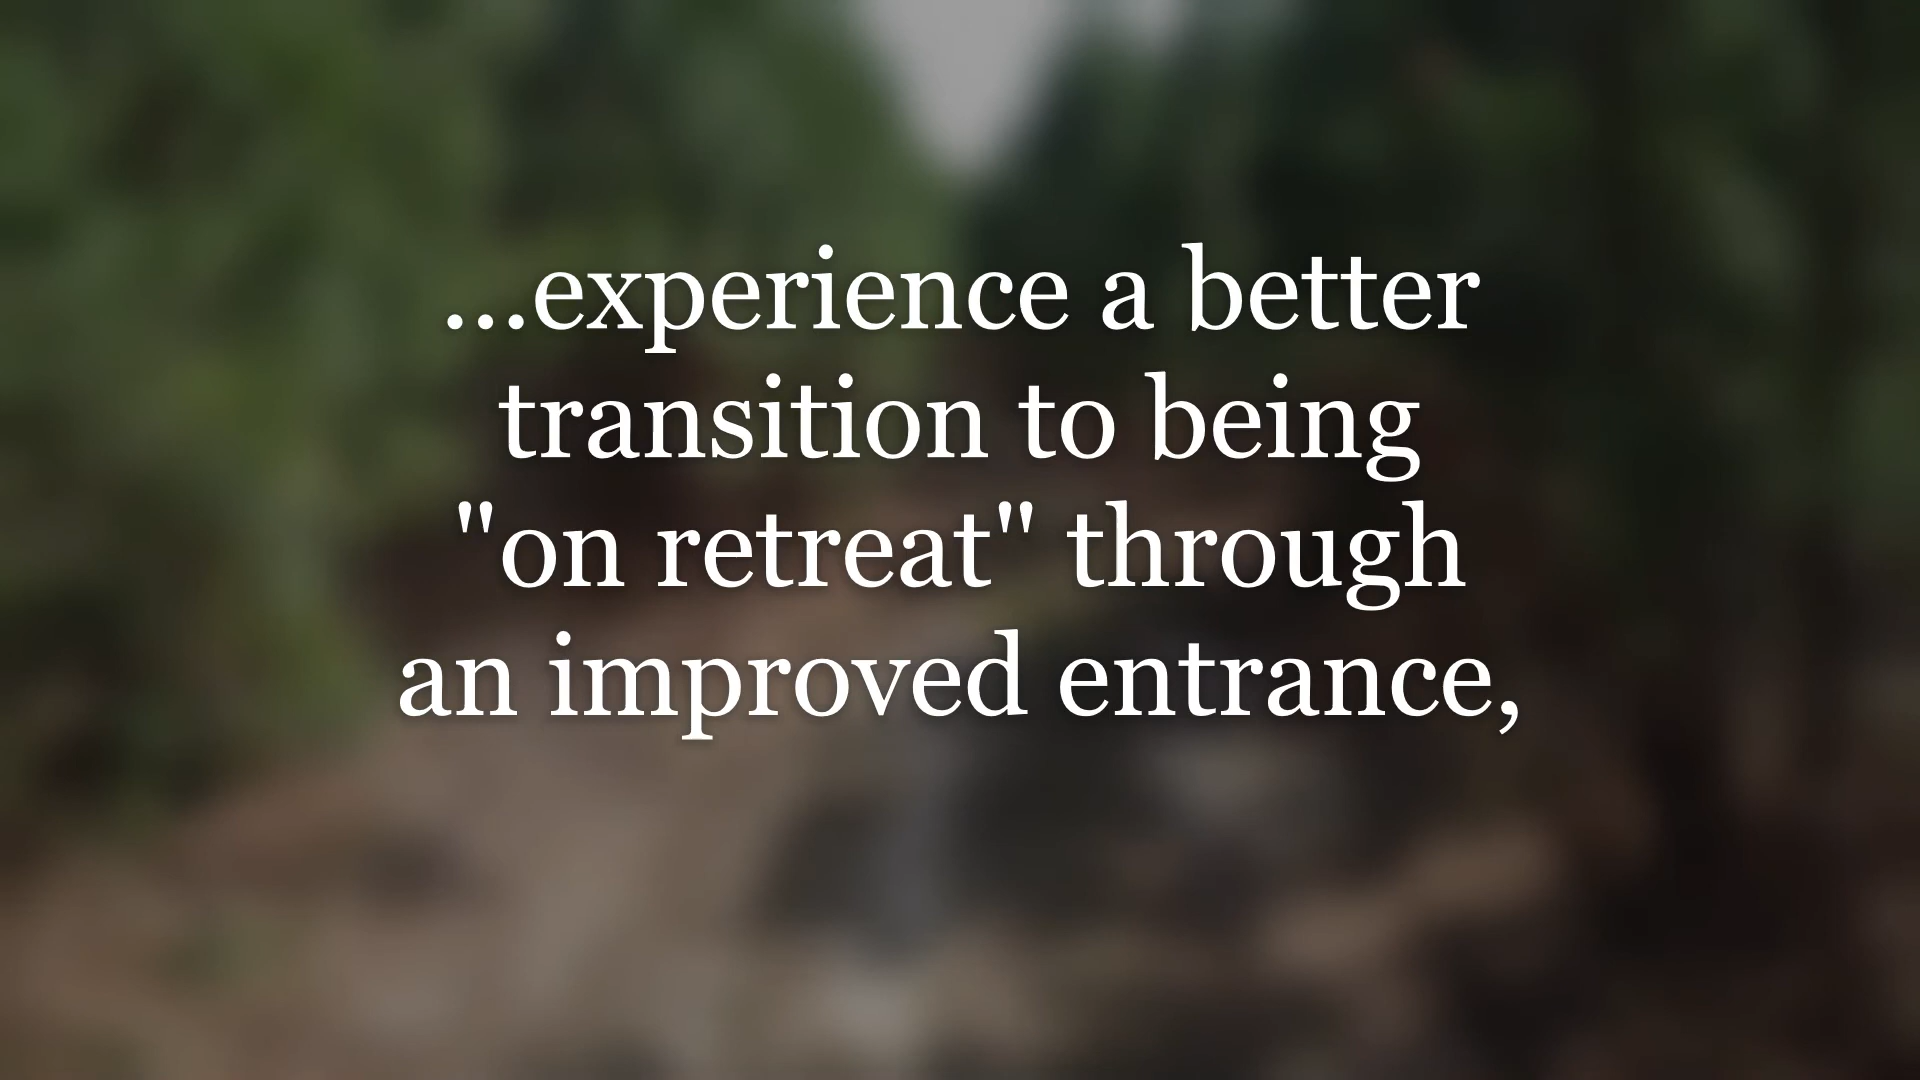 ...experience a better
transition to being
"on retreat" through
an improved entrance,